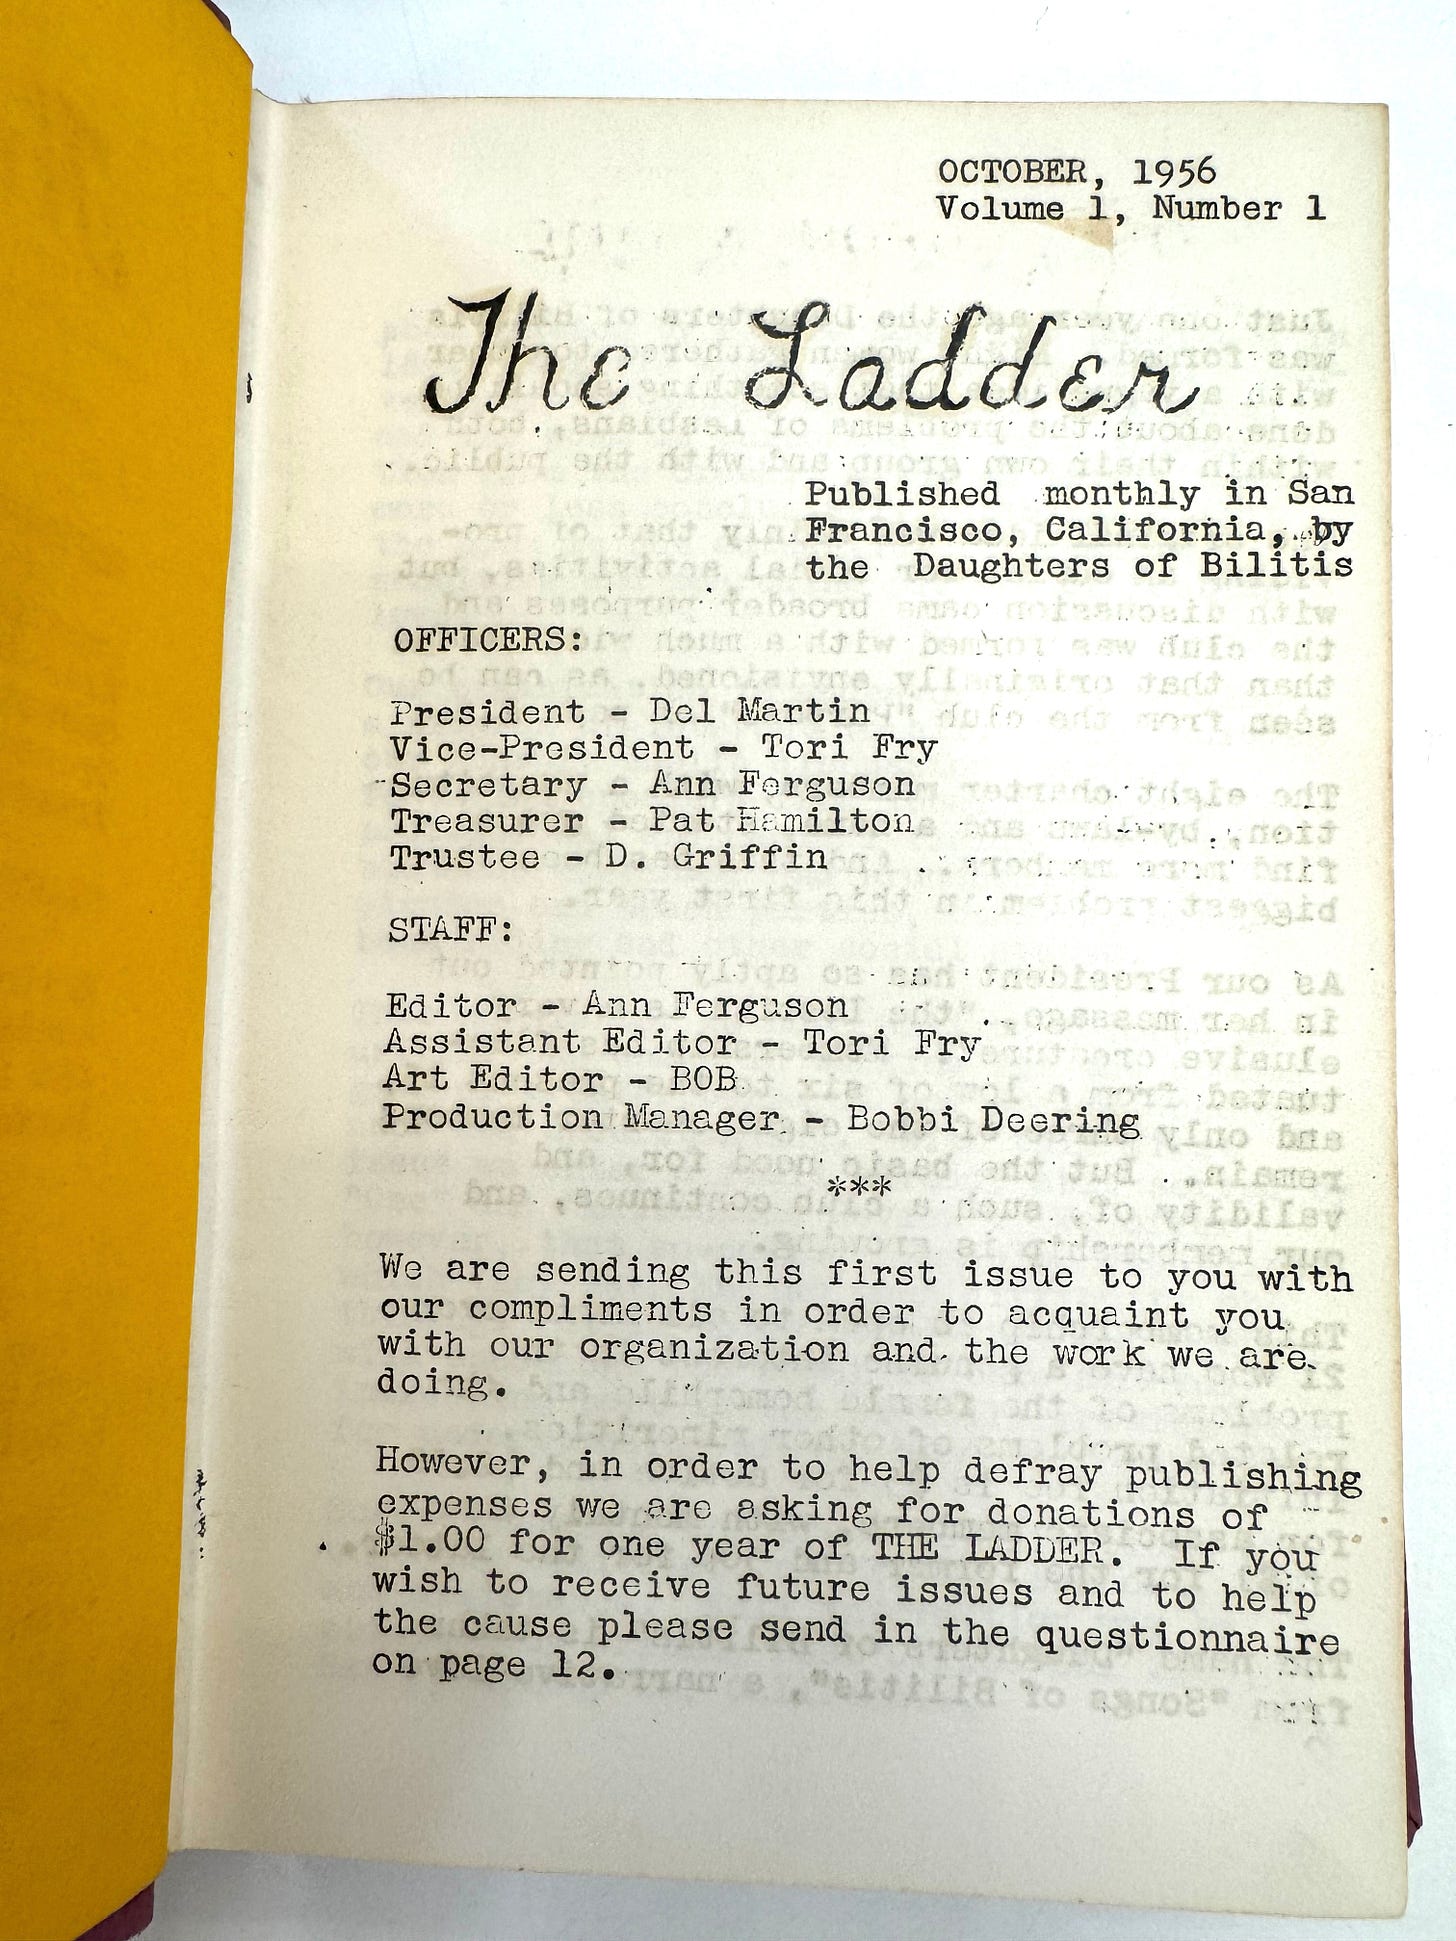 OCTOBER, 1956
Volume 1, Number 1
The Ladder
Published monthly in San
Francisco, California, by
the Daughters of Bilitis
OFFICERS:
President - Del Martin
Vice-President - Tori Fry
Secretary - Ann Ferguson
Treasurer - Pat Hamilton
Trustee - D. Griffin
STAFF:
Editor - Ann Ferguson
Assistant Editor - Tori Fry
Art Editor - BOB
Production Manager - Bobbi Deering
***
We are sending this first issue to you with
our compliments in order to acquaint you
with our organization and the work we are
doing.
However, in order to help defray publishing
expenses we are asking for donations of
$1.00 for one year of THE LADDER. If you
wish to receive future issues and to help
the cause please send in the questionnaire
on page 12.